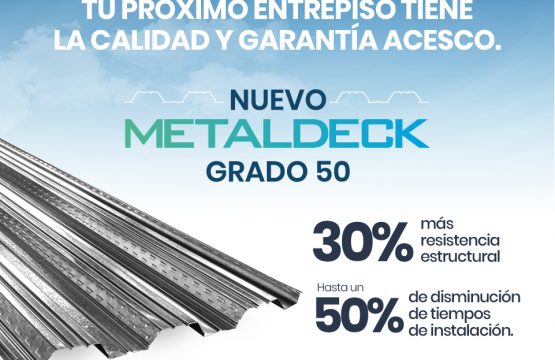 TU PRÓXIMO ENTREPISO TIENE
LA CALIDAD Y GARANTÍA ACESCO.
NUEVO
METALDECK
GRADO 50
30% más
resistencia
estructural
Hasta un
50% de disminución
de tiempos
de instalación.